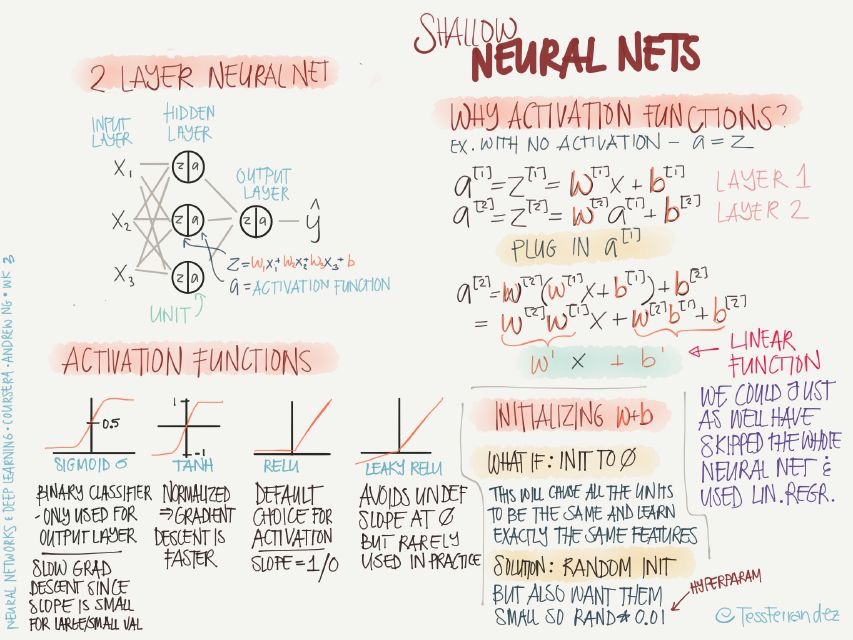 SHALLOW
NEURAL NETS
2 LAYER NEURAL NET
INPUT
LAYER
HIDDEN
LAYER
OUTPUT
LAYER
X₁
X₂
X₃
z|a
z|a
z|a
z|a
ŷ
Z=W₁X₁+W₂X₂+W₃X₃+b
a=ACTIVATION FUNCTION
UNIT
ACTIVATION FUNCTIONS
0.5
SIGMOID σ
BINARY CLASSIFIER
- ONLY USED FOR
OUTPUT LAYER
SLOW GRAD
DESCENT SINCE
SLOPE IS SMALL
FOR LARGE/SMALL VAL
1
-1
TANH
NORMALIZED
⇒ GRADIENT
DESCENT IS
FASTER
RELU
DEFAULT
CHOICE FOR
ACTIVATION
SLOPE = 1/0
LEAKY RELU
AVOIDS UNDEF
SLOPE AT Ø
BUT RARELY
USED IN PRACTICE
WHY ACTIVATION FUNCTIONS?
EX. WITH NO ACTIVATION - a = Z
a[1]=z[1]=W[1]X+b[1] LAYER 1
a[2]=z[2]=W[2]a[1]+b[2] LAYER 2
PLUG IN a[1]
a[2]=W[2](W[1]X+b[1])+b[2]
= W[2]W[1]X+W[2]b[1]+b[2]
W' X + b'
LINEAR
FUNCTION
WE COULD JUST
AS WELL HAVE
SKIPPED THE WHOLE
NEURAL NET &
USED LIN.REGR.
INITIALIZING W+b
WHAT IF: INIT TO Ø
THIS WILL CAUSE ALL THE UNITS
TO BE THE SAME AND LEARN
EXACTLY THE SAME FEATURES
SOLUTION: RANDOM INIT
BUT ALSO WANT THEM
SMALL SO RAND * 0.01
HYPERPARAM
@TessFerrandez
NEURAL NETWORKS & DEEP LEARNING • COURSERA • ANDREW NG • WK 3